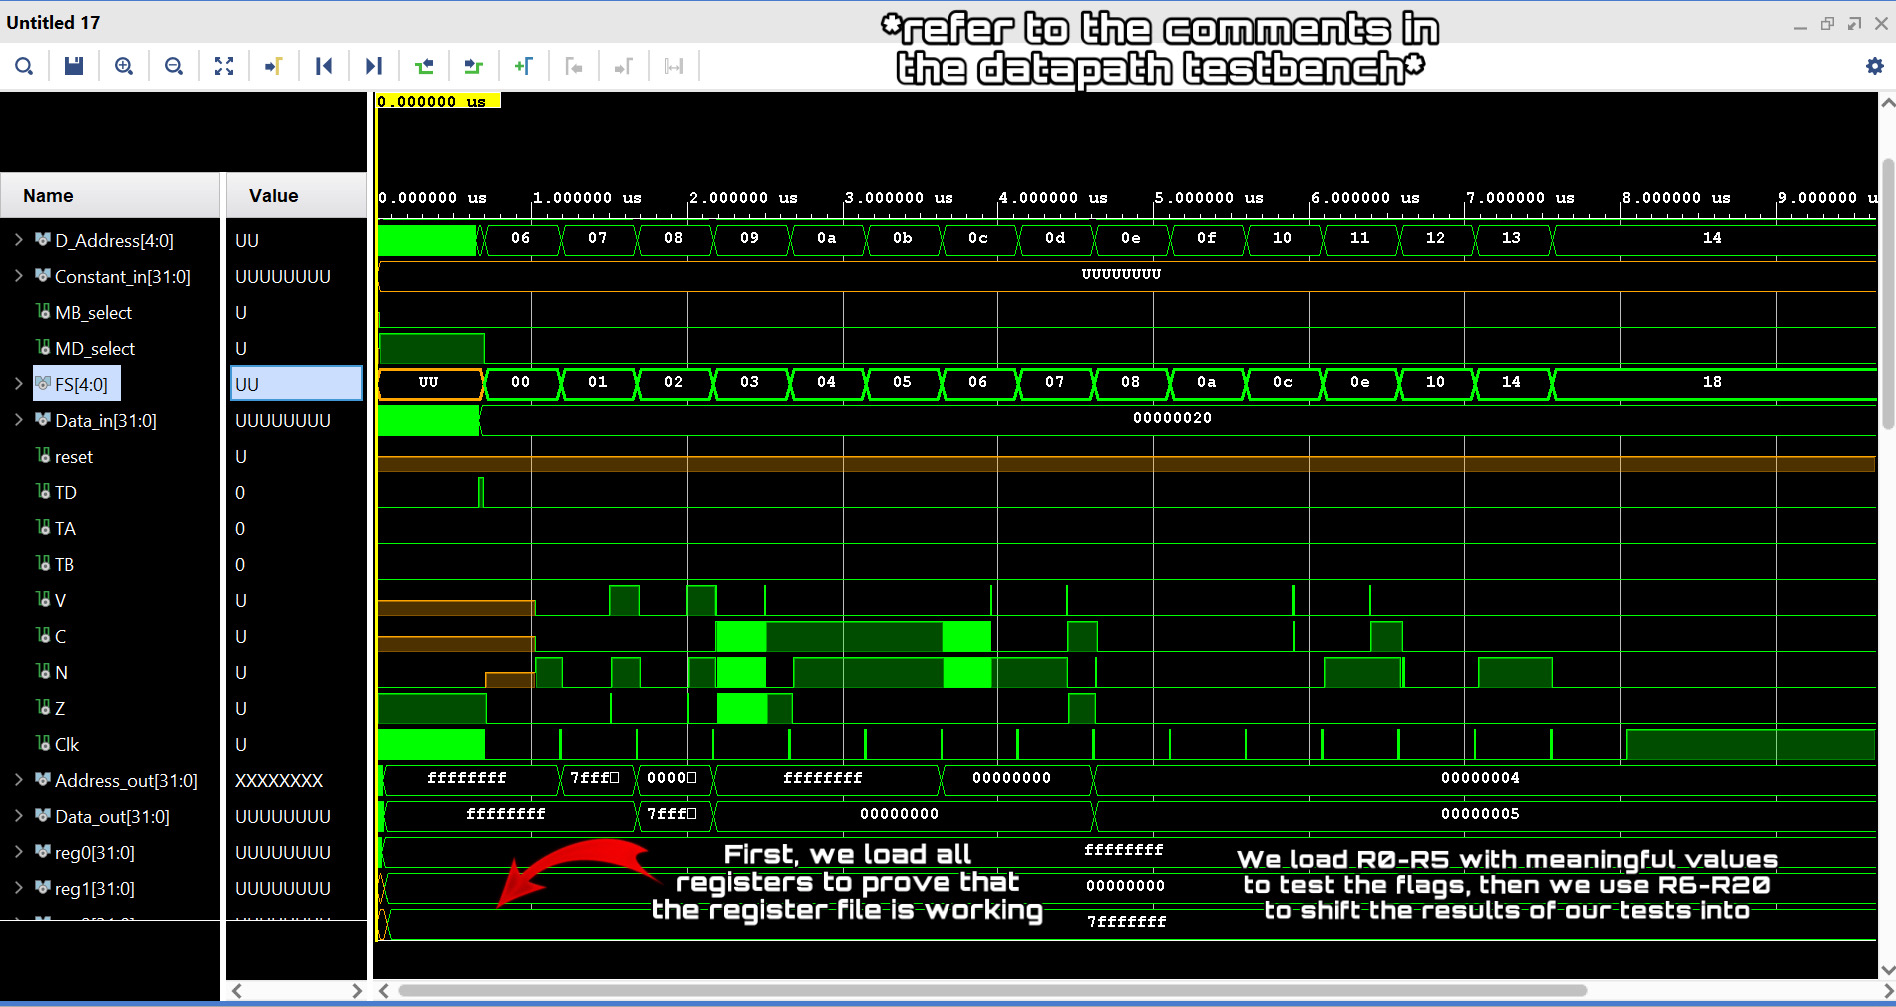 Untitled 17
*refer to the comments in
the datapath testbench*
0.000000 us
Name Value
0.000000 us 1.000000 us 2.000000 us 3.000000 us 4.000000 us 5.000000 us 6.000000 us 7.000000 us 8.000000 us 9.000000 u
D_Address[4:0] UU 06 07 08 09 0a 0b 0c 0d 0e 0f 10 11 12 13 14
Constant_in[31:0] UUUUUUUU UUUUUUUU
MB_select U
MD_select U
FS[4:0] UU UU 00 01 02 03 04 05 06 07 08 0a 0c 0e 10 14 18
Data_in[31:0] UUUUUUUU 00000020
reset U
TD 0
TA 0
TB 0
V U
C U
N U
Z U
Clk U
Address_out[31:0] XXXXXXXX ffffffff 7fff□ 0000□ ffffffff 00000000 00000004
Data_out[31:0] UUUUUUUU ffffffff 7fff□ 00000000 00000005
reg0[31:0] UUUUUUUU ffffffff
reg1[31:0] UUUUUUUU 00000000
7fffffff
First, we load all
registers to prove that
the register file is working
We load R0-R5 with meaningful values
to test the flags, then we use R6-R20
to shift the results of our tests into